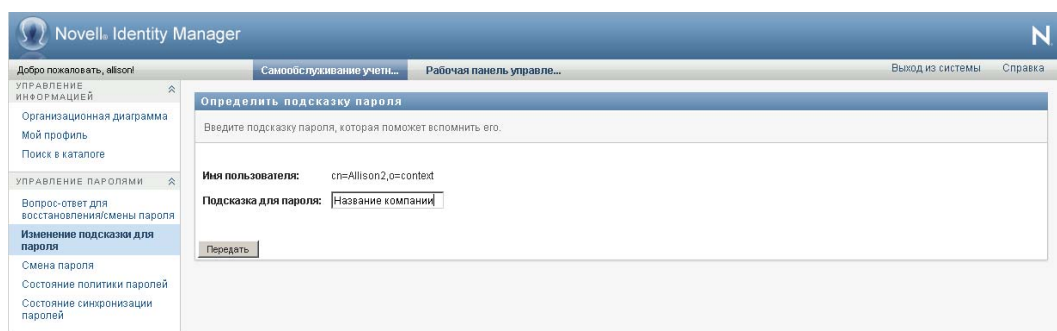 Novell® Identity Manager
N
Добро пожаловать, allison!
Самообслуживание учетн...
Рабочая панель управле...
Выход из системы
Справка
УПРАВЛЕНИЕ
ИНФОРМАЦИЕЙ
Организационная диаграмма
Мой профиль
Поиск в каталоге
УПРАВЛЕНИЕ ПАРОЛЯМИ
Вопрос-ответ для
восстановления/смены пароля
Изменение подсказки для
пароля
Смена пароля
Состояние политики паролей
Состояние синхронизации
паролей
Определить подсказку пароля
Введите подсказку пароля, которая поможет вспомнить его.
Имя пользователя: cn=Allison2,o=context
Подсказка для пароля: Название компании
Передать